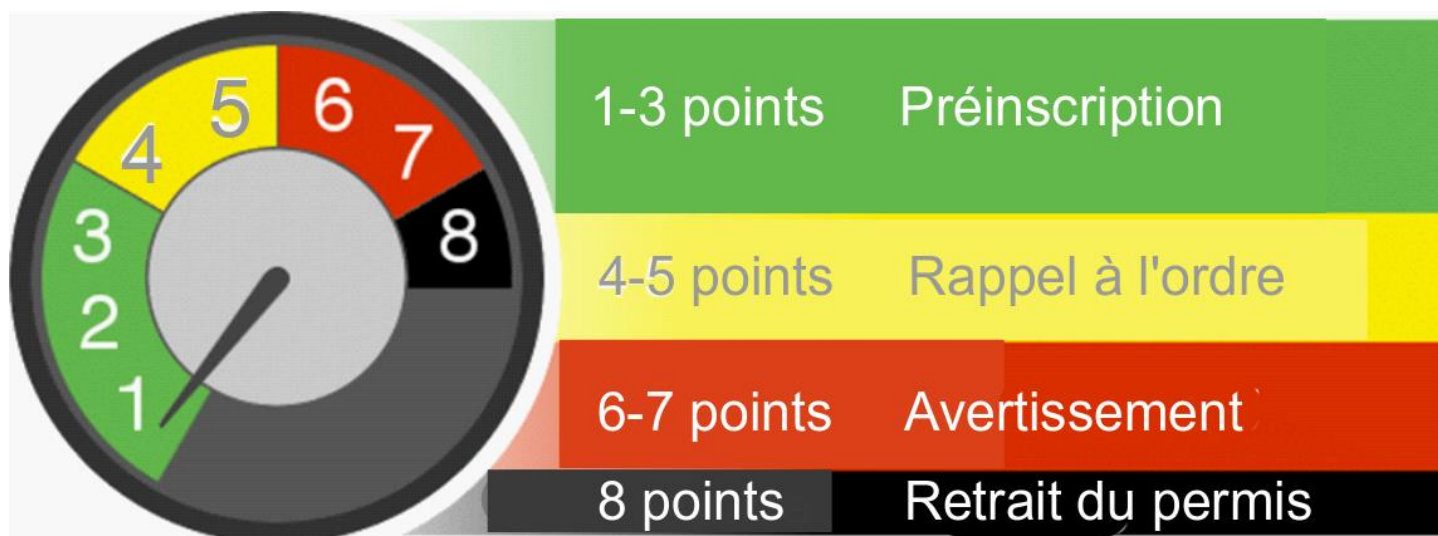 1
2
3
4
5
6
7
8
1-3 points Préinscription
4-5 points Rappel à l'ordre
6-7 points Avertissement
8 points Retrait du permis